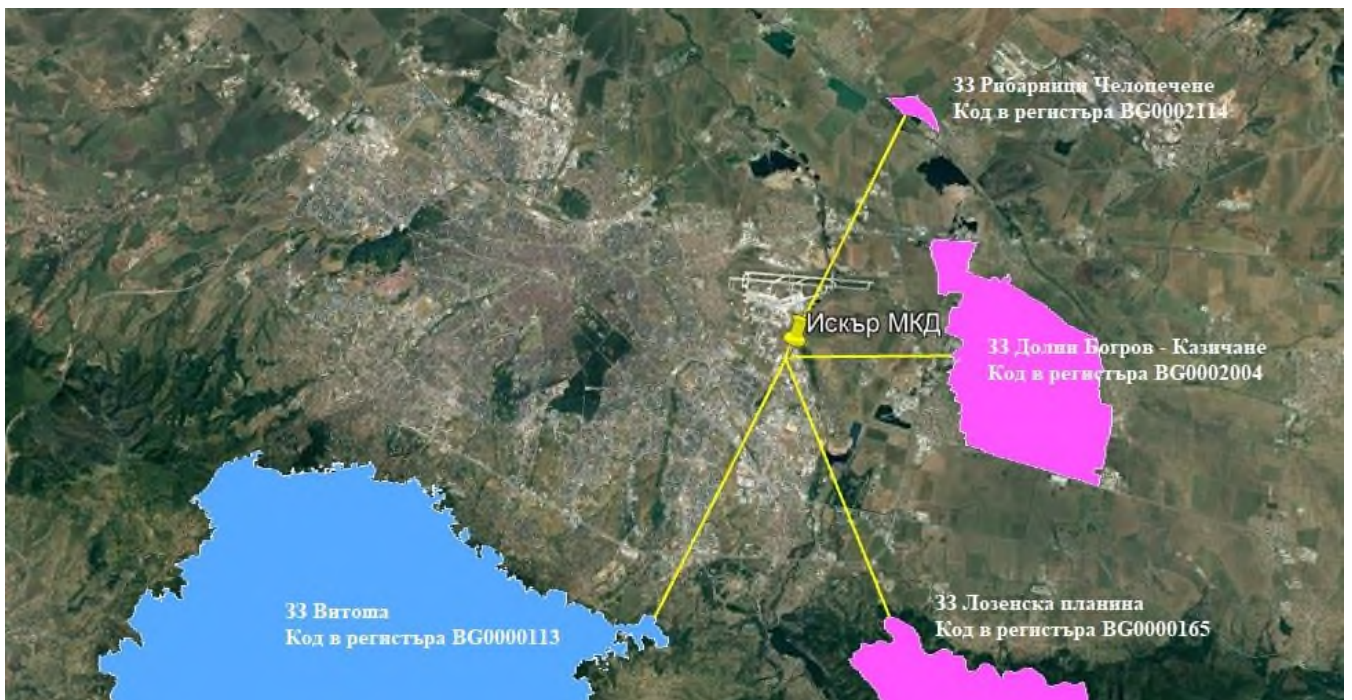 ЗЗ Рибарници Челопечене
Код в регистъра BG0002114
Искър МКД
ЗЗ Долни Богров - Казичане
Код в регистъра BG0002004
ЗЗ Витоша
Код в регистъра BG0000113
ЗЗ Лозенска планина
Код в регистъра BG0000165